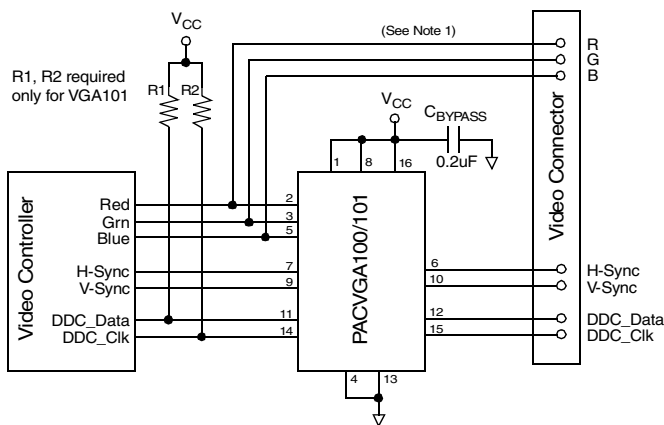 VCC
R1, R2 required
only for VGA101
R1
R2
(See Note 1)
VCC
CBYPASS
0.2uF
1
8
16
Video Controller
Red
Grn
Blue
H-Sync
V-Sync
DDC_Data
DDC_Clk
2
3
5
7
9
11
14
PACVGA100/101
6
10
12
15
4
13
Video Connector
R
G
B
H-Sync
V-Sync
DDC_Data
DDC_Clk